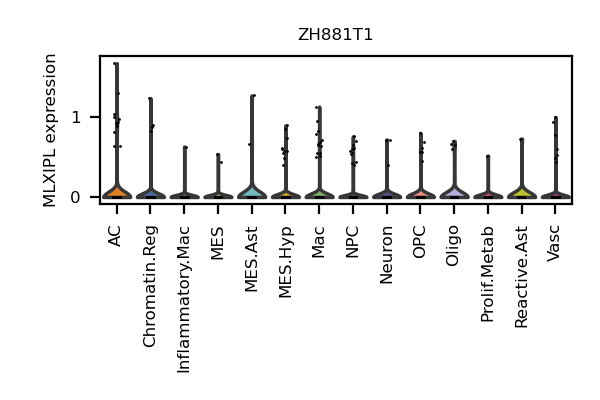 ZH881T1
MLXIPL expression
1
0
AC
Chromatin.Reg
Inflammatory.Mac
MES
MES.Ast
MES.Hyp
Mac
NPC
Neuron
OPC
Oligo
Prolif.Metab
Reactive.Ast
Vasc